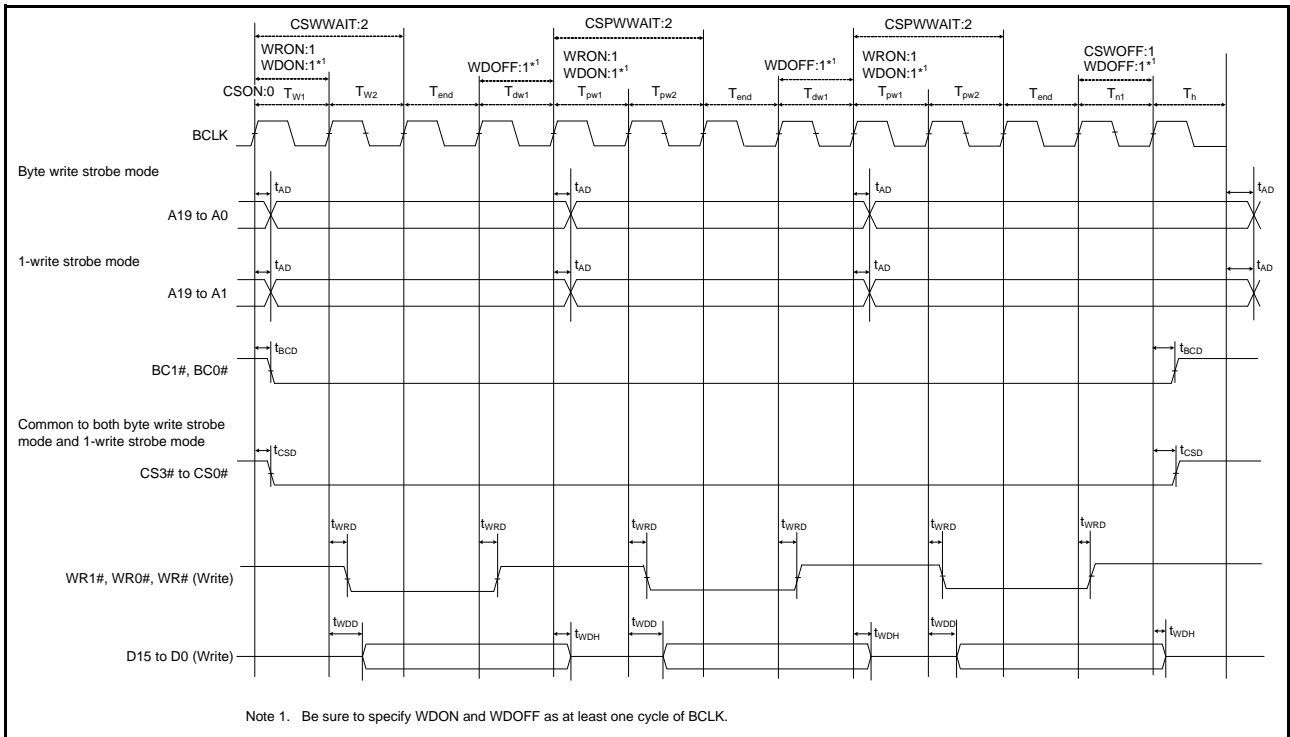 CSWWAIT:2 CSPWWAIT:2 CSPWWAIT:2
WRON:1 WRON:1 WRON:1 CSWOFF:1
WDON:1*1 WDOFF:1*1 WDON:1*1 WDOFF:1*1 WDON:1*1 WDOFF:1*1
CSON:0 TW1 TW2 Tend Tdw1 Tpw1 Tpw2 Tend Tdw1 Tpw1 Tpw2 Tend Tn1 Th
BCLK
Byte write strobe mode
tAD tAD tAD tAD
A19 to A0
1-write strobe mode
tAD tAD tAD tAD
A19 to A1
tBCD tBCD
BC1#, BC0#
Common to both byte write strobe
mode and 1-write strobe mode
tCSD tCSD
CS3# to CS0#
tWRD tWRD tWRD tWRD tWRD tWRD
WR1#, WR0#, WR# (Write)
tWDD tWDH tWDD tWDH tWDD tWDH
D15 to D0 (Write)
Note 1. Be sure to specify WDON and WDOFF as at least one cycle of BCLK.